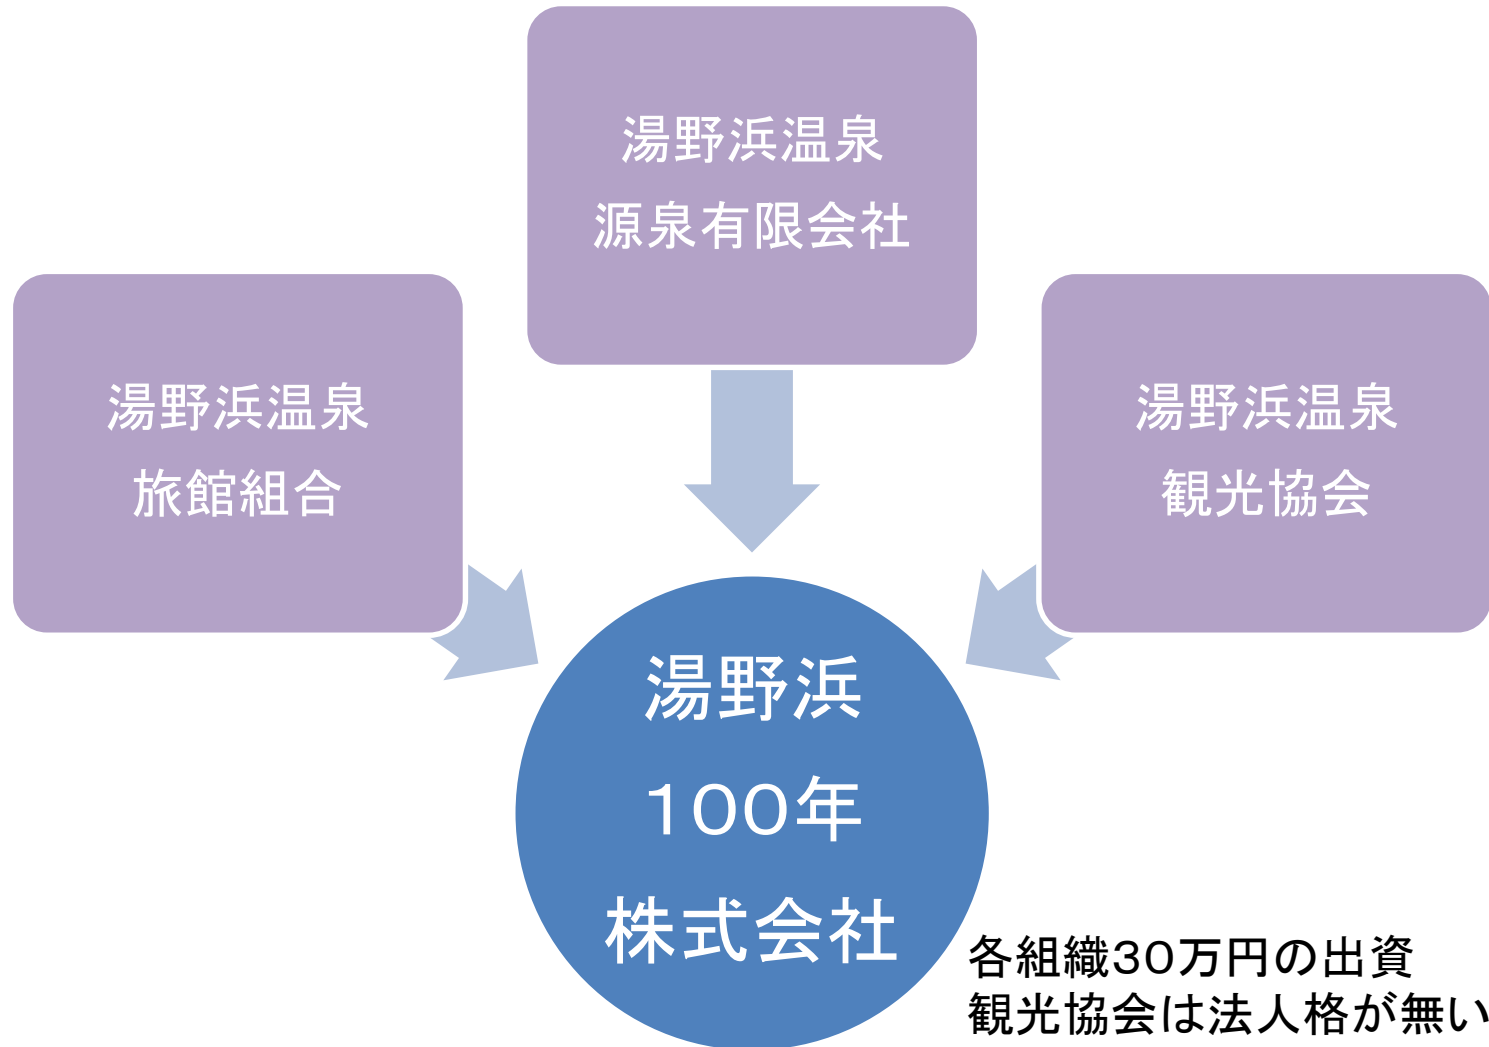 湯野浜温泉
源泉有限会社
湯野浜温泉
旅館組合
湯野浜温泉
観光協会
湯野浜
１００年
株式会社
各組織３０万円の出資
観光協会は法人格が無い